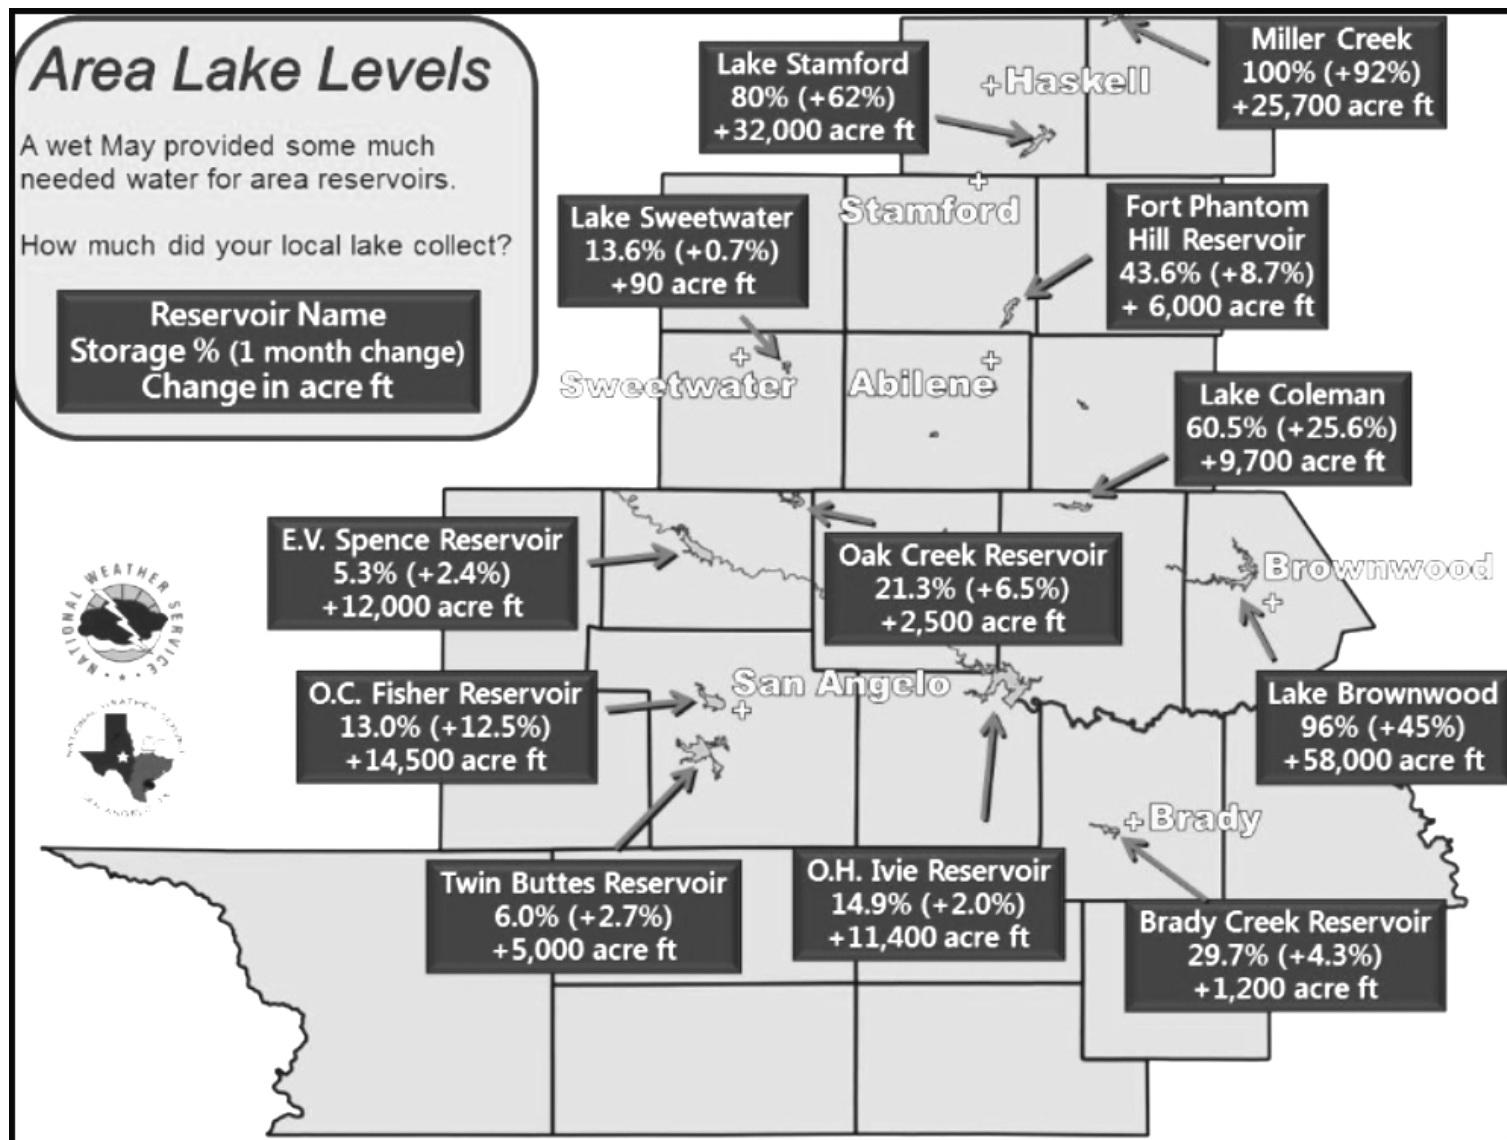 Area Lake Levels
A wet May provided some much
needed water for area reservoirs.
How much did your local lake collect?
Reservoir Name
Storage % (1 month change)
Change in acre ft
Lake Stamford
80% (+62%)
+32,000 acre ft
Haskell
Miller Creek
100% (+92%)
+25,700 acre ft
Stamford
Lake Sweetwater
13.6% (+0.7%)
+90 acre ft
Fort Phantom
Hill Reservoir
43.6% (+8.7%)
+ 6,000 acre ft
Sweetwater
Abilene
Lake Coleman
60.5% (+25.6%)
+9,700 acre ft
E.V. Spence Reservoir
5.3% (+2.4%)
+12,000 acre ft
Oak Creek Reservoir
21.3% (+6.5%)
+2,500 acre ft
Brownwood
NATIONAL WEATHER SERVICE
O.C. Fisher Reservoir
13.0% (+12.5%)
+14,500 acre ft
San Angelo
Lake Brownwood
96% (+45%)
+58,000 acre ft
NATIONAL WEATHER SERVICE
SAN ANGELO, TX
Brady
Twin Buttes Reservoir
6.0% (+2.7%)
+5,000 acre ft
O.H. Ivie Reservoir
14.9% (+2.0%)
+11,400 acre ft
Brady Creek Reservoir
29.7% (+4.3%)
+1,200 acre ft